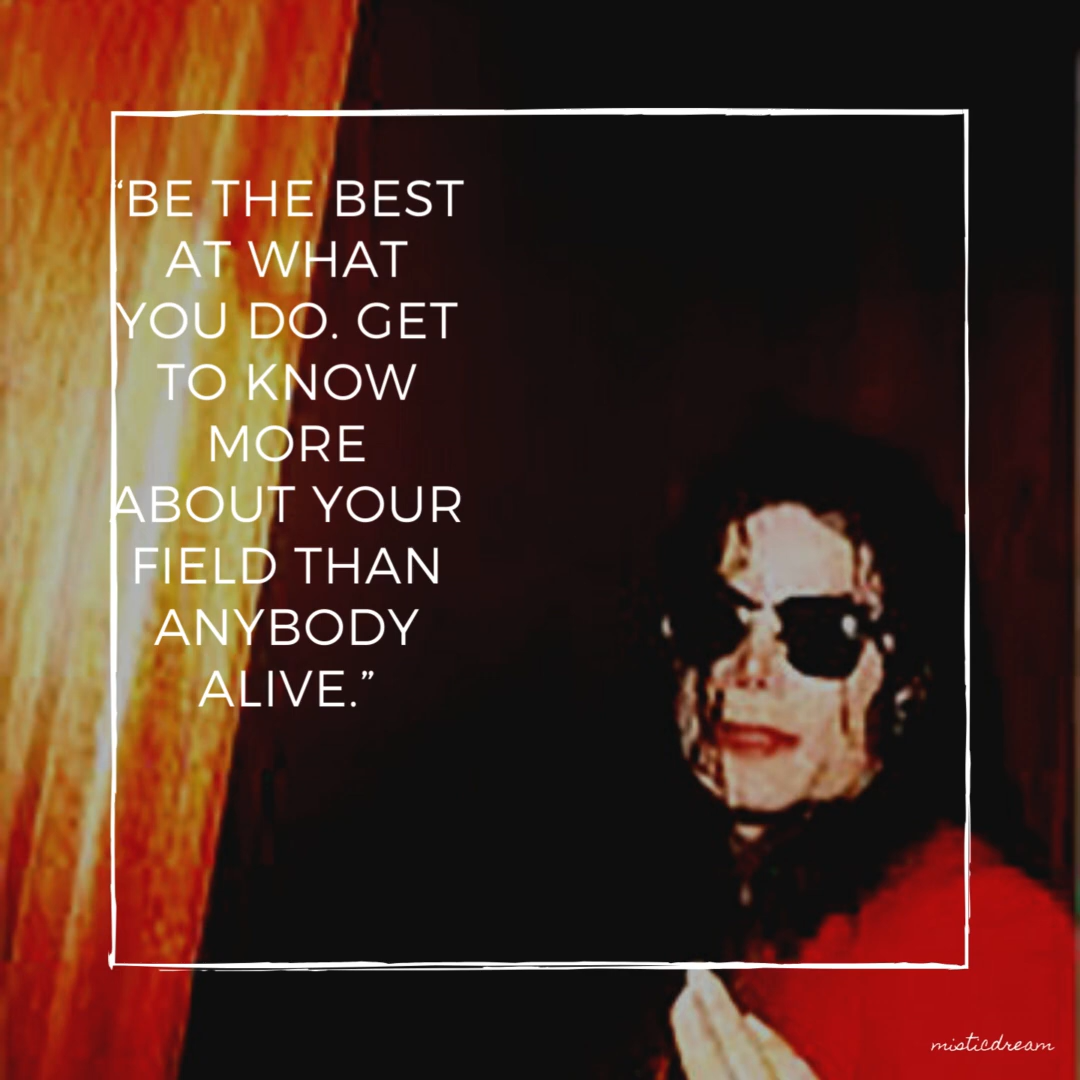 “BE THE BEST
AT WHAT
YOU DO. GET
TO KNOW
MORE
ABOUT YOUR
FIELD THAN
ANYBODY
ALIVE.”
misticdream